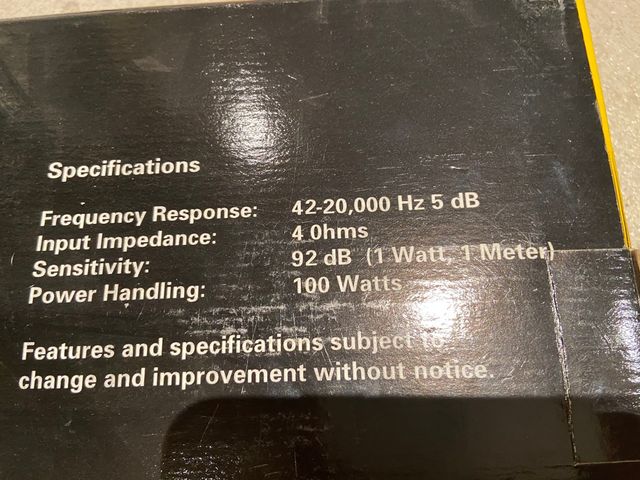 Specifications
Frequency Response: 42-20,000 Hz 5 dB
Input Impedance: 4 Ohms
Sensitivity: 92 dB (1 Watt, 1 Meter)
Power Handling: 100 Watts
Features and specifications subject to
change and improvement without notice.